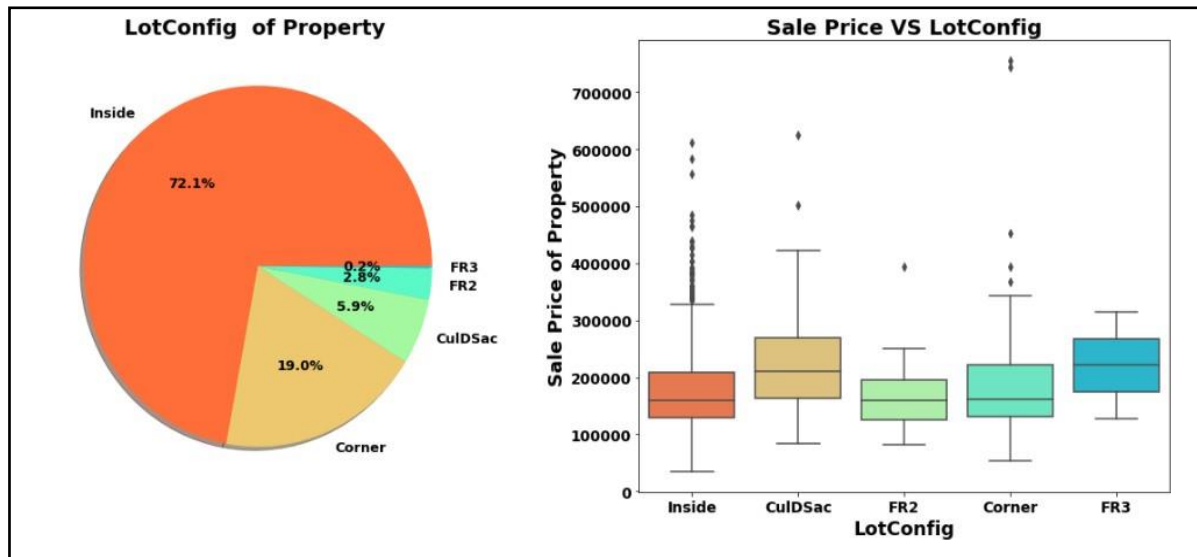 LotConfig of Property
Inside
72.1%
0.2%
FR3
2.8%
FR2
5.9%
CulDSac
19.0%
Corner
Sale Price VS LotConfig
Sale Price of Property
700000
600000
500000
400000
300000
200000
100000
0
Inside CulDSac FR2 Corner FR3
LotConfig